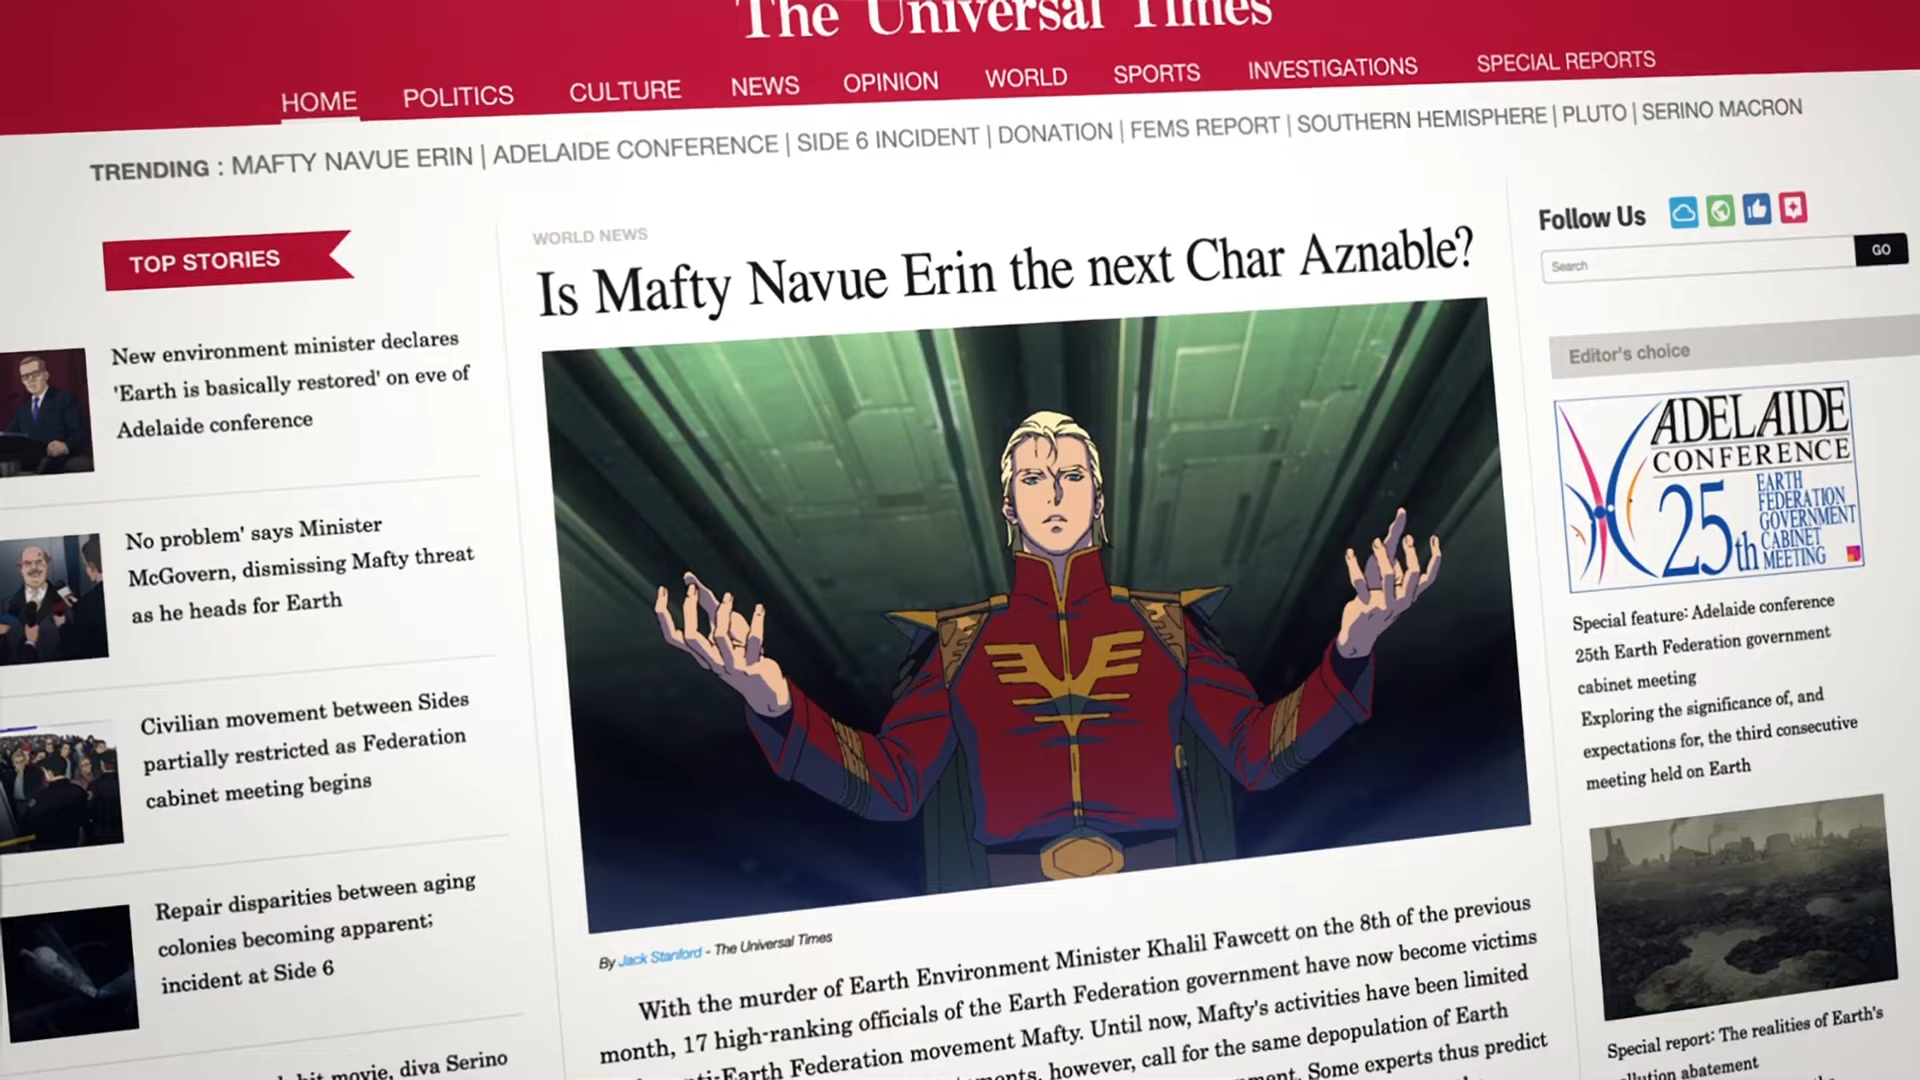 The Universal Times
HOME POLITICS CULTURE NEWS OPINION WORLD SPORTS INVESTIGATIONS SPECIAL REPORTS
TRENDING : MAFTY NAVUE ERIN | ADELAIDE CONFERENCE | SIDE 6 INCIDENT | DONATION | FEMS REPORT | SOUTHERN HEMISPHERE | PLUTO | SERINO MACRON
TOP STORIES
New environment minister declares
'Earth is basically restored' on eve of
Adelaide conference
No problem' says Minister
McGovern, dismissing Mafty threat
as he heads for Earth
Civilian movement between Sides
partially restricted as Federation
cabinet meeting begins
Repair disparities between aging
colonies becoming apparent;
incident at Side 6
hit movie, diva Serino
WORLD NEWS
Is Mafty Navue Erin the next Char Aznable?
By Jack Stanford - The Universal Times
With the murder of Earth Environment Minister Khalil Fawcett on the 8th of the previous
month, 17 high-ranking officials of the Earth Federation government have now become victims
Earth Federation movement Mafty. Until now, Mafty's activities have been limited
however, call for the same depopulation of Earth
Some experts thus predict
Follow Us
Search
GO
Editor's choice
ADELAIDE
CONFERENCE
25th
EARTH
FEDERATION
GOVERNMENT
CABINET
MEETING
Special feature: Adelaide conference
25th Earth Federation government
cabinet meeting
Exploring the significance of, and
expectations for, the third consecutive
meeting held on Earth
Special report: The realities of Earth's
abatement